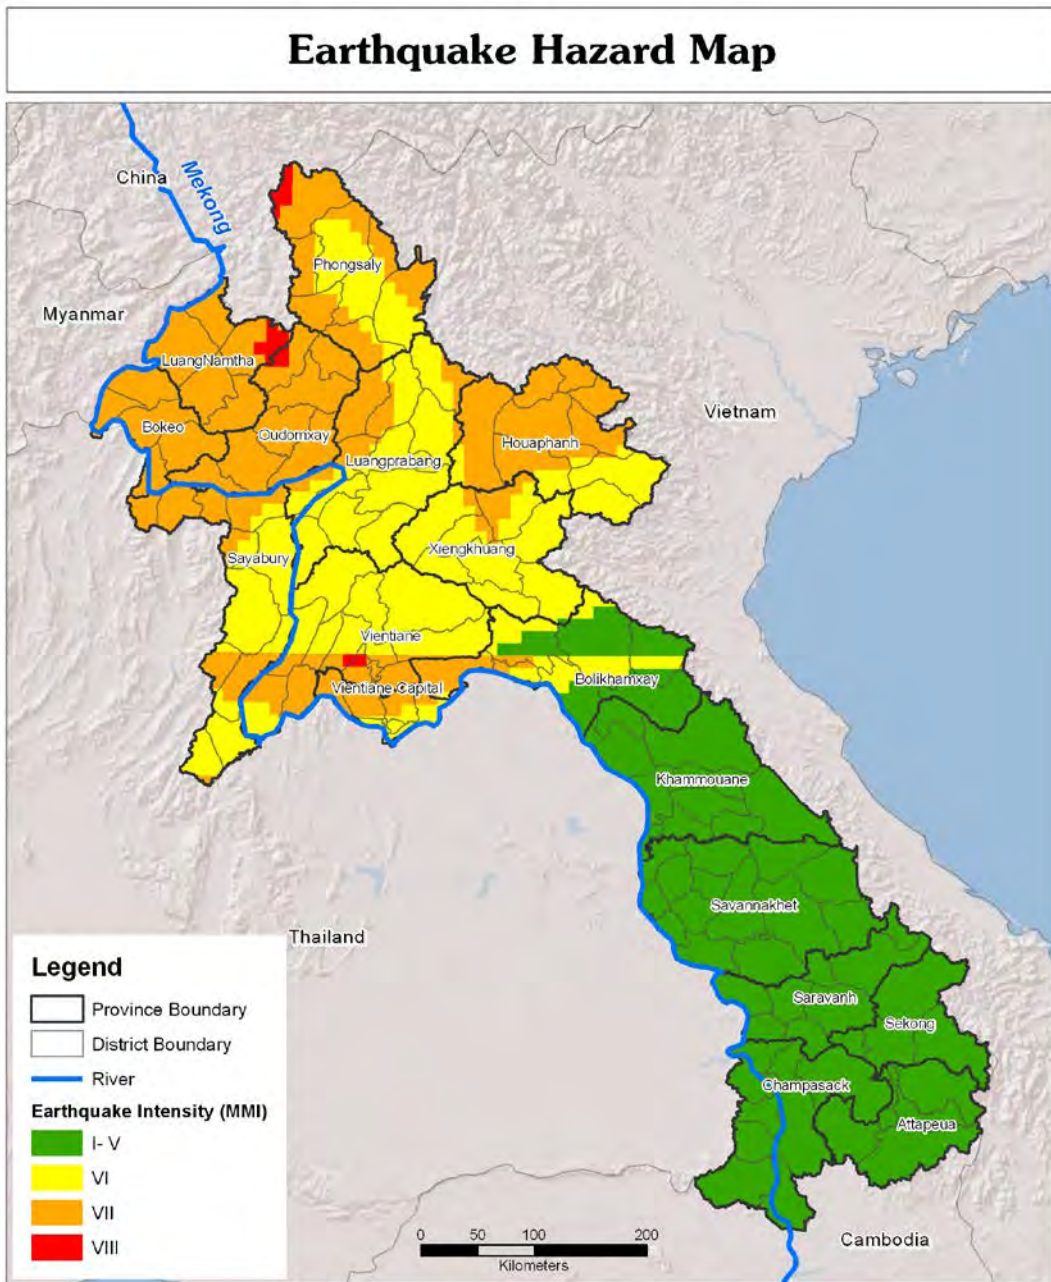 Earthquake Hazard Map
China
Mekong
Phongsaly
Myanmar
LuangNamtha
Vietnam
Bokeo
Oudomxay
Houaphanh
Luangprabang
Xiengkhuang
Sayabury
Vientiane
Bolikhamxay
Vientiane Capital
Khammouane
Savannakhet
Thailand
Saravanh
Sekong
Champasack
Attapeua
Cambodia
Legend
Province Boundary
District Boundary
River
Earthquake Intensity (MMI)
I- V
VI
VII
VIII
0 50 100 200
Kilometers